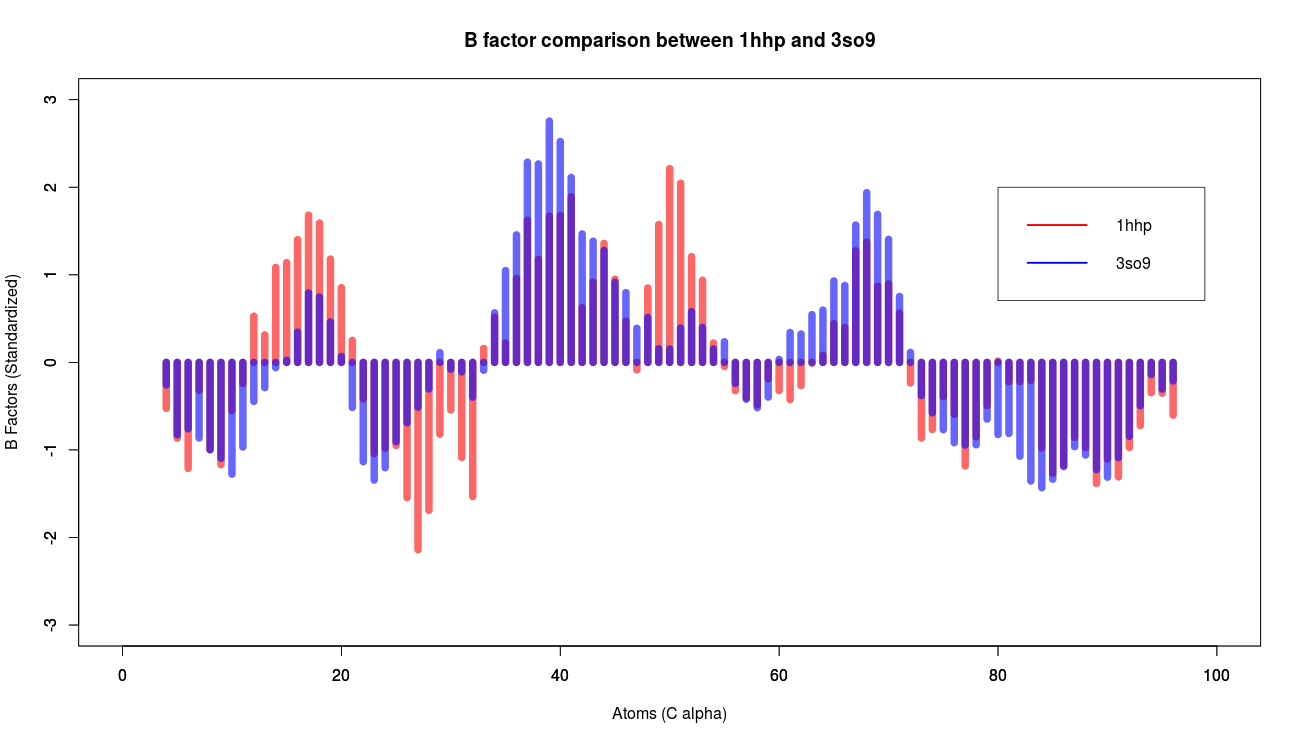 B factor comparison between 1hhp and 3so9
B Factors (Standardized)
3
2
1
0
-1
-2
-3
1hhp
3so9
0 20 40 60 80 100
Atoms (C alpha)